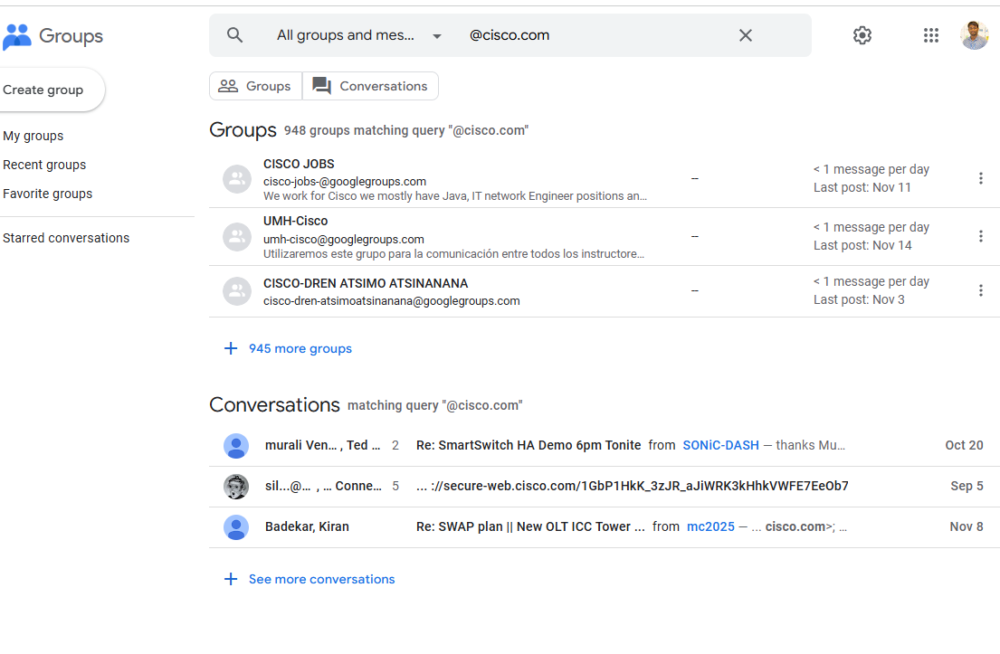 Groups
All groups and mes...
@cisco.com
Create group
My groups
Recent groups
Favorite groups
Starred conversations
Groups
Conversations
Groups 948 groups matching query "@cisco.com"
CISCO JOBS
cisco-jobs-@googlegroups.com
We work for Cisco we mostly have Java, IT network Engineer positions an...
–
< 1 message per day
Last post: Nov 11
UMH-Cisco
umh-cisco@googlegroups.com
Utilizaremos este grupo para la comunicación entre todos los instructore...
–
< 1 message per day
Last post: Nov 14
CISCO-DREN ATSIMO ATSINANANA
cisco-dren-atsimoatsinanana@googlegroups.com
–
< 1 message per day
Last post: Nov 3
945 more groups
Conversations matching query "@cisco.com"
murali Ven... , Ted ... 2 Re: SmartSwitch HA Demo 6pm Tonite from SONiC-DASH — thanks Mu... Oct 20
sil...@... , ... Conne... 5 ... ://secure-web.cisco.com/1GbP1HkK_3zJR_aJiWRK3kHhkVWFE7EeOb7 Sep 5
Badekar, Kiran Re: SWAP plan || New OLT ICC Tower ... from mc2025 — ... cisco.com>; ... Nov 8
See more conversations